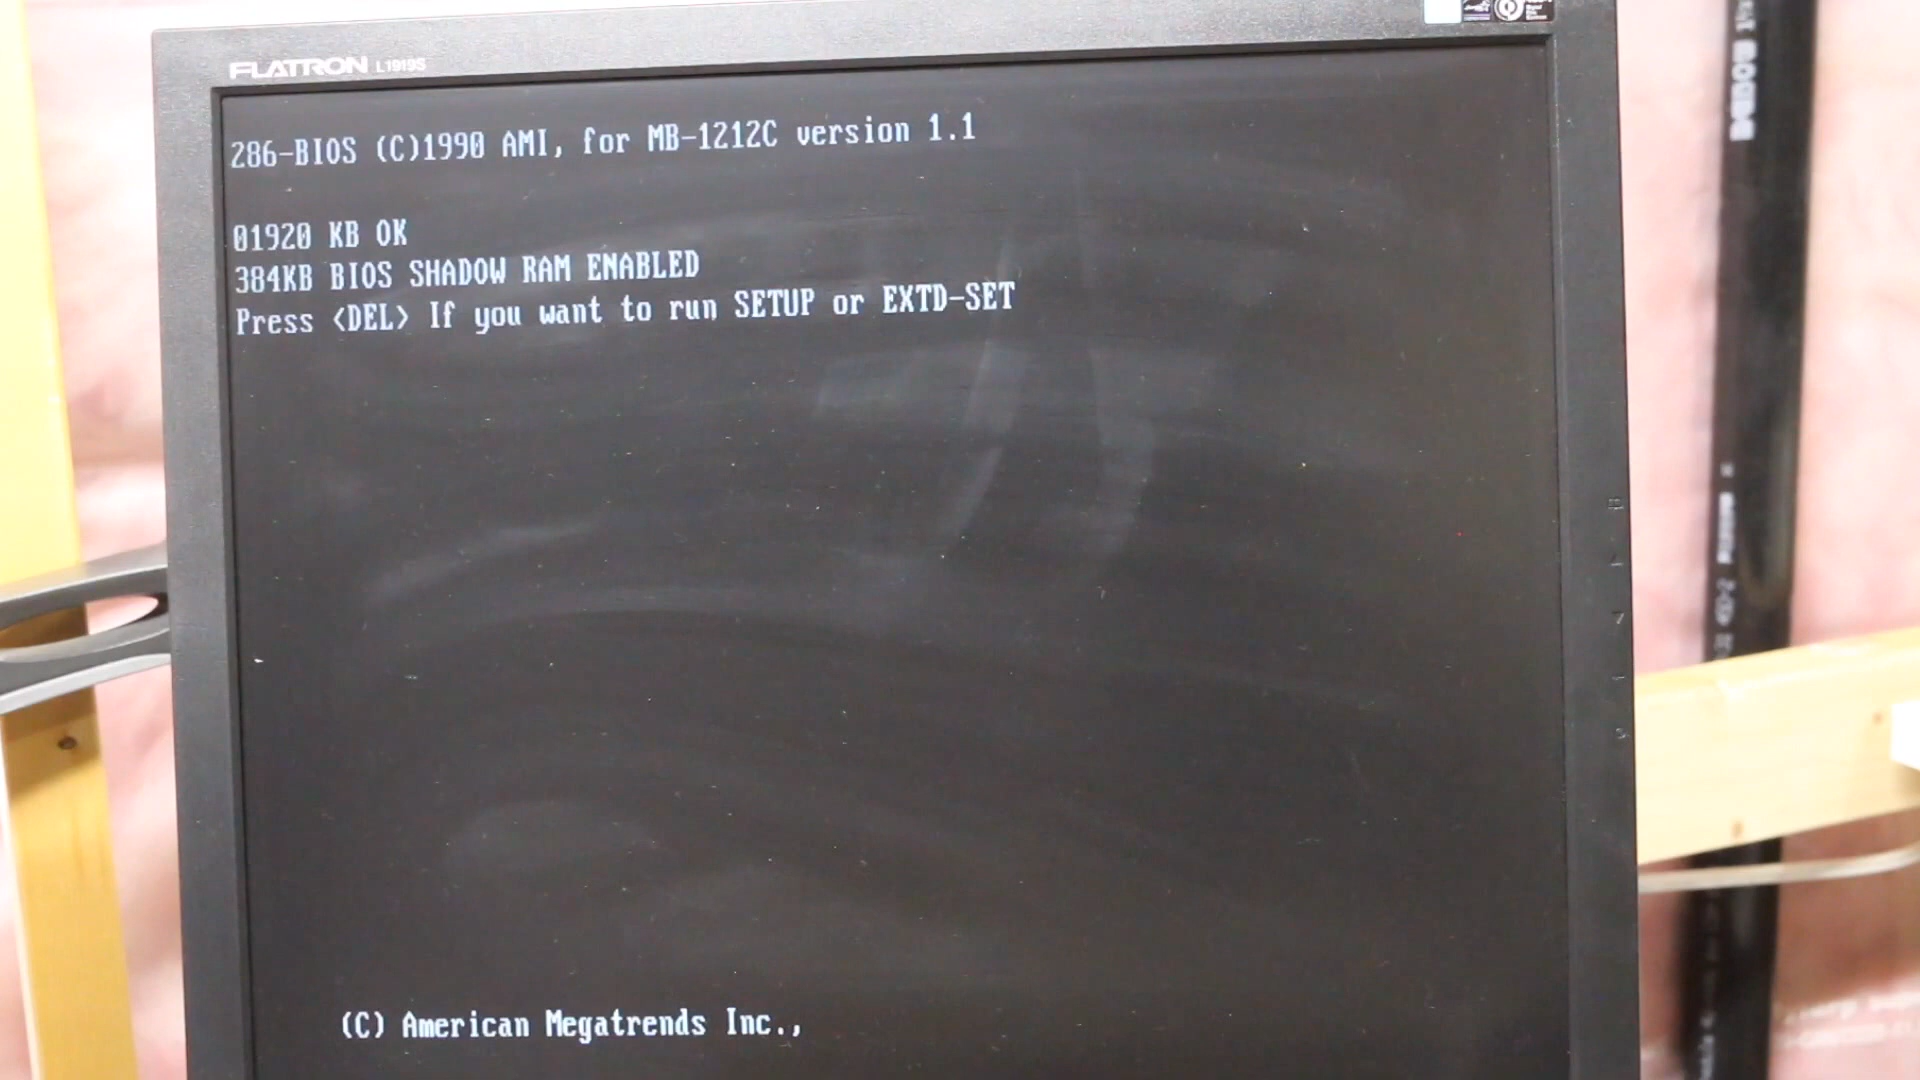 FLATRON L1919S
286-BIOS (C)1990 AMI, for MB-1212C version 1.1
01920 KB OK
384KB BIOS SHADOW RAM ENABLED
Press <DEL> If you want to run SETUP or EXTD-SET
(C) American Megatrends Inc.,